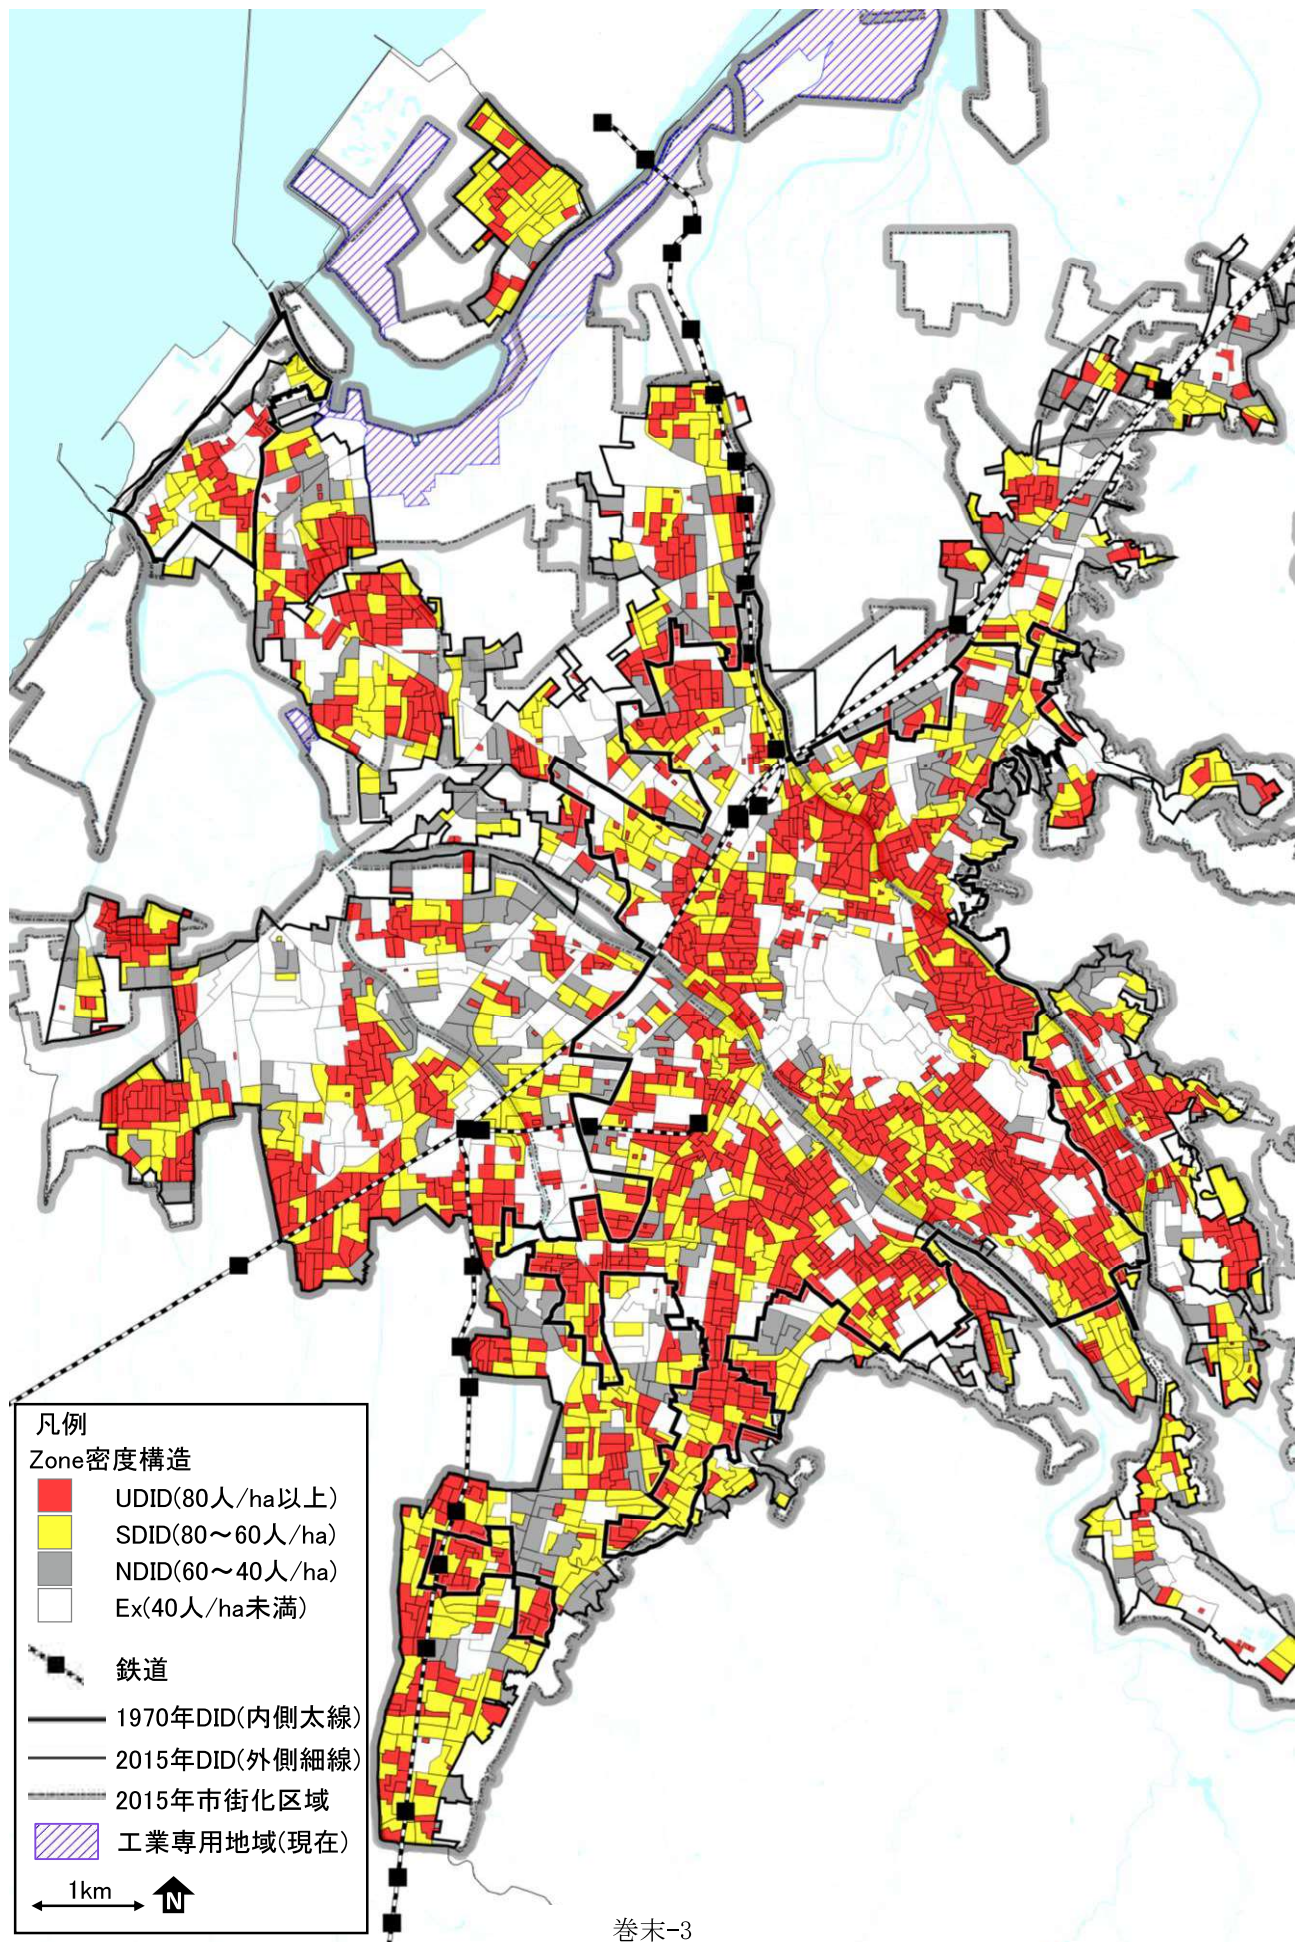 凡例
Zone密度構造
UDID(80人/ha以上)
SDID(80～60人/ha)
NDID(60～40人/ha)
Ex(40人/ha未満)
鉄道
1970年DID(内側太線)
2015年DID(外側細線)
2015年市街化区域
工業専用地域(現在)
1km
N
巻末-3